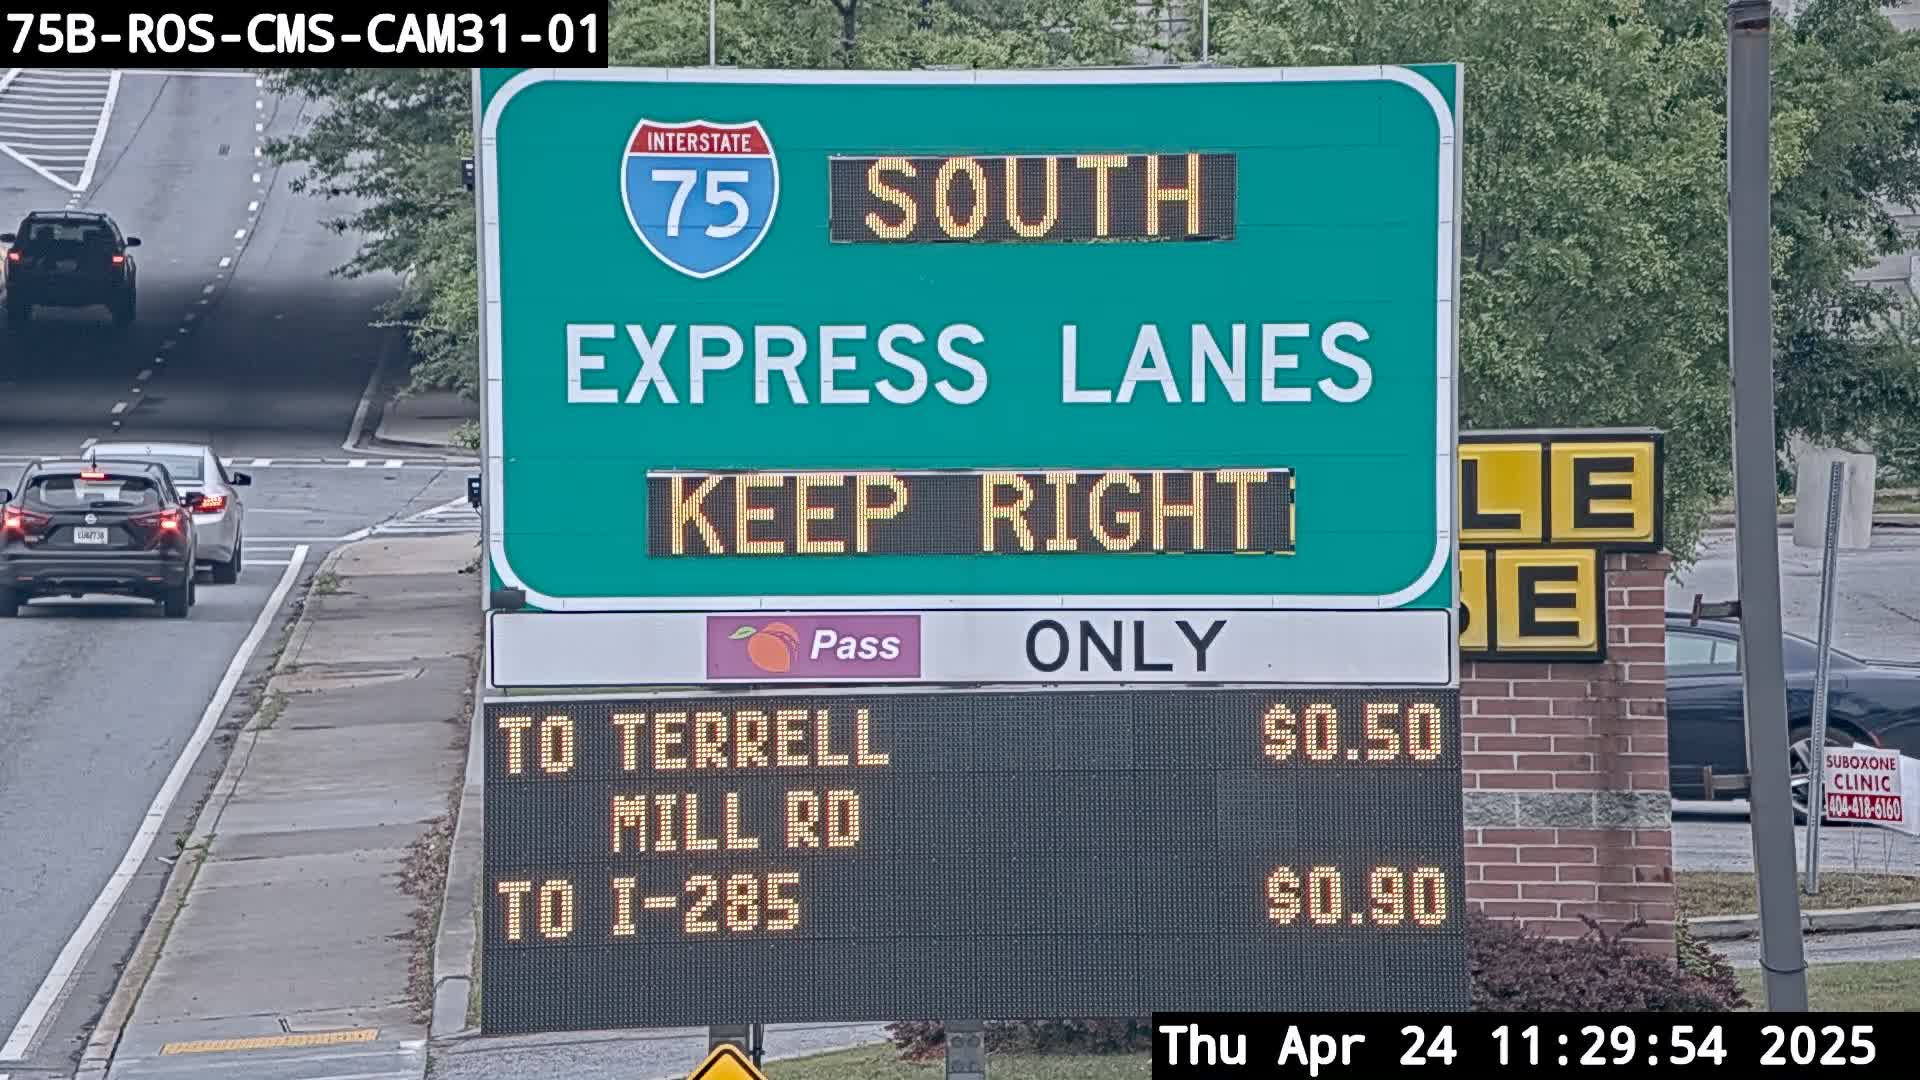 75B-ROS-CMS-CAM31-01
INTERSTATE
75
SOUTH
EXPRESS LANES
KEEP RIGHT
Pass ONLY
TO TERRELL $0.50
MILL RD
TO I-285 $0.90
LE
E
SUBOXONE
CLINIC
404-418-6160
Thu Apr 24 11:29:54 2025